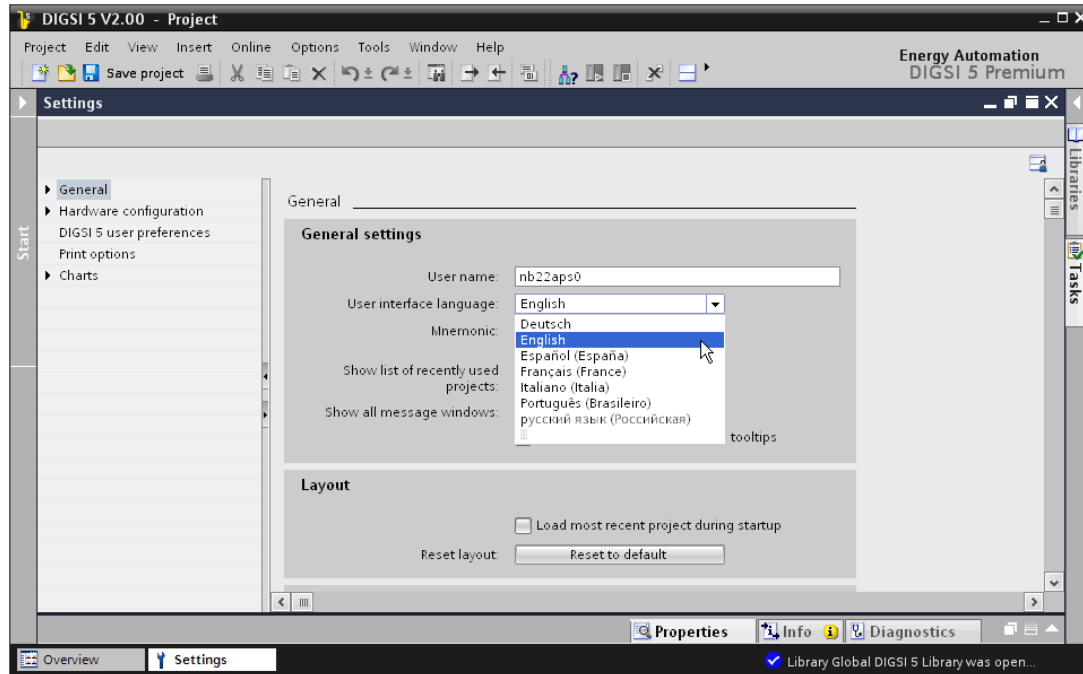 DIGSI 5 V2.00 - Project
Project Edit View Insert Online Options Tools Window Help
Save project
Energy Automation
DIGSI 5 Premium
Settings
Start
General
Hardware configuration
DIGSI 5 user preferences
Print options
Charts
General
General settings
User name: nb22aps0
User interface language: English
Mnemonic:
Deutsch
English
Español (España)
Français (France)
Italiano (Italia)
Português (Brasileiro)
русский язык (Российская)
Show list of recently used
projects:
Show all message windows:
tooltips
Layout
Load most recent project during startup
Reset layout: Reset to default
Libraries
Tasks
Properties Info Diagnostics
Overview Settings Library Global DIGSI 5 Library was open...